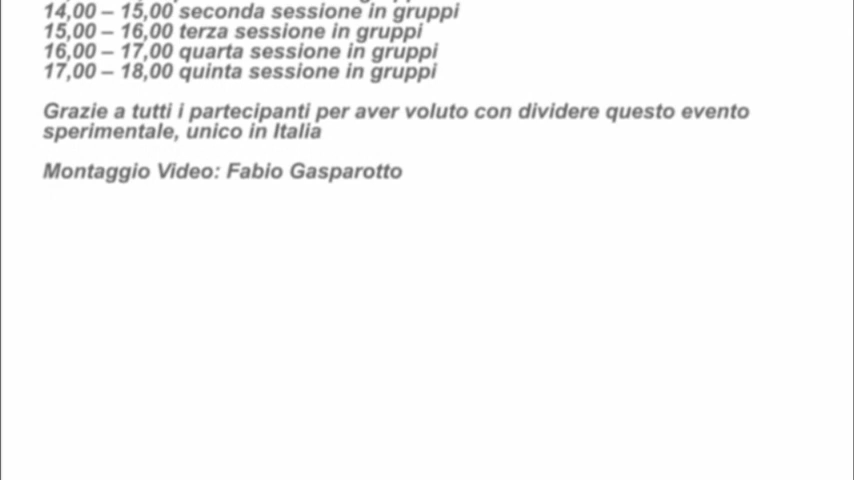 14,00 – 15,00 seconda sessione in gruppi
15,00 – 16,00 terza sessione in gruppi
16,00 – 17,00 quarta sessione in gruppi
17,00 – 18,00 quinta sessione in gruppi
Grazie a tutti i partecipanti per aver voluto con dividere questo evento
sperimentale, unico in Italia
Montaggio Video: Fabio Gasparotto